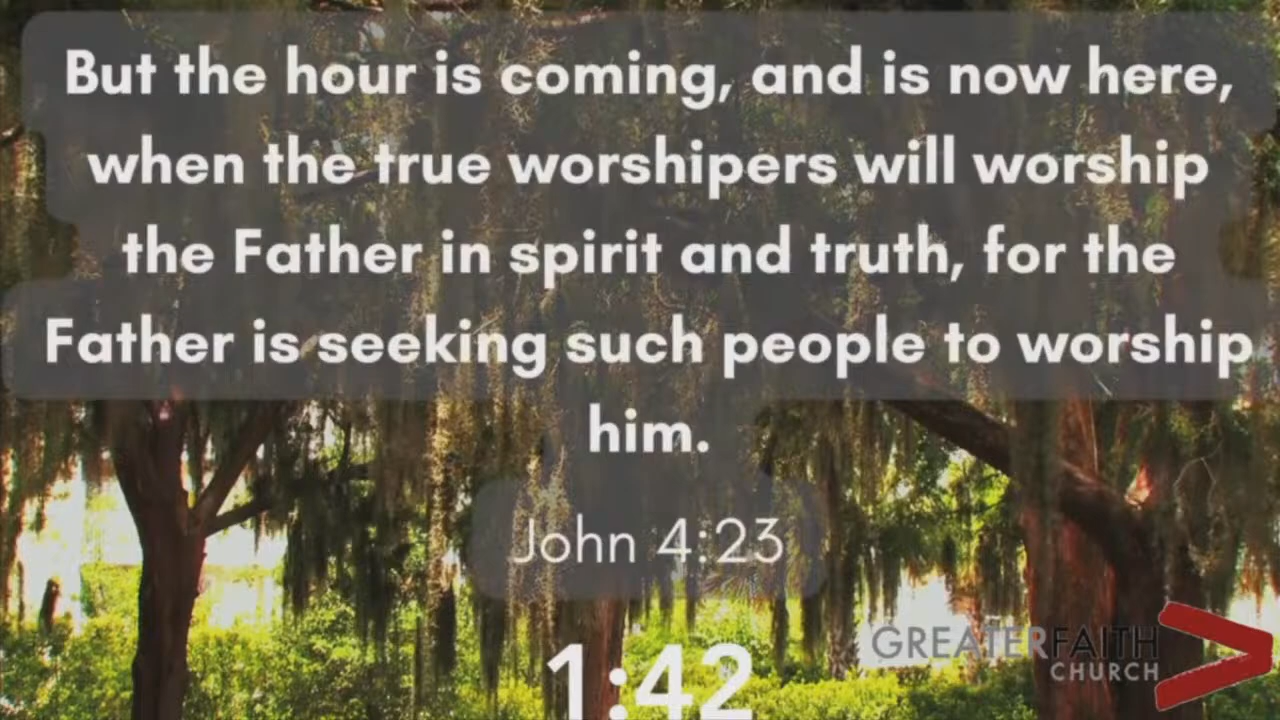 But the hour is coming, and is now here,
when the true worshipers will worship
the Father in spirit and truth, for the
Father is seeking such people to worship
him.
John 4:23
1:42
GREATERFAITH
CHURCH